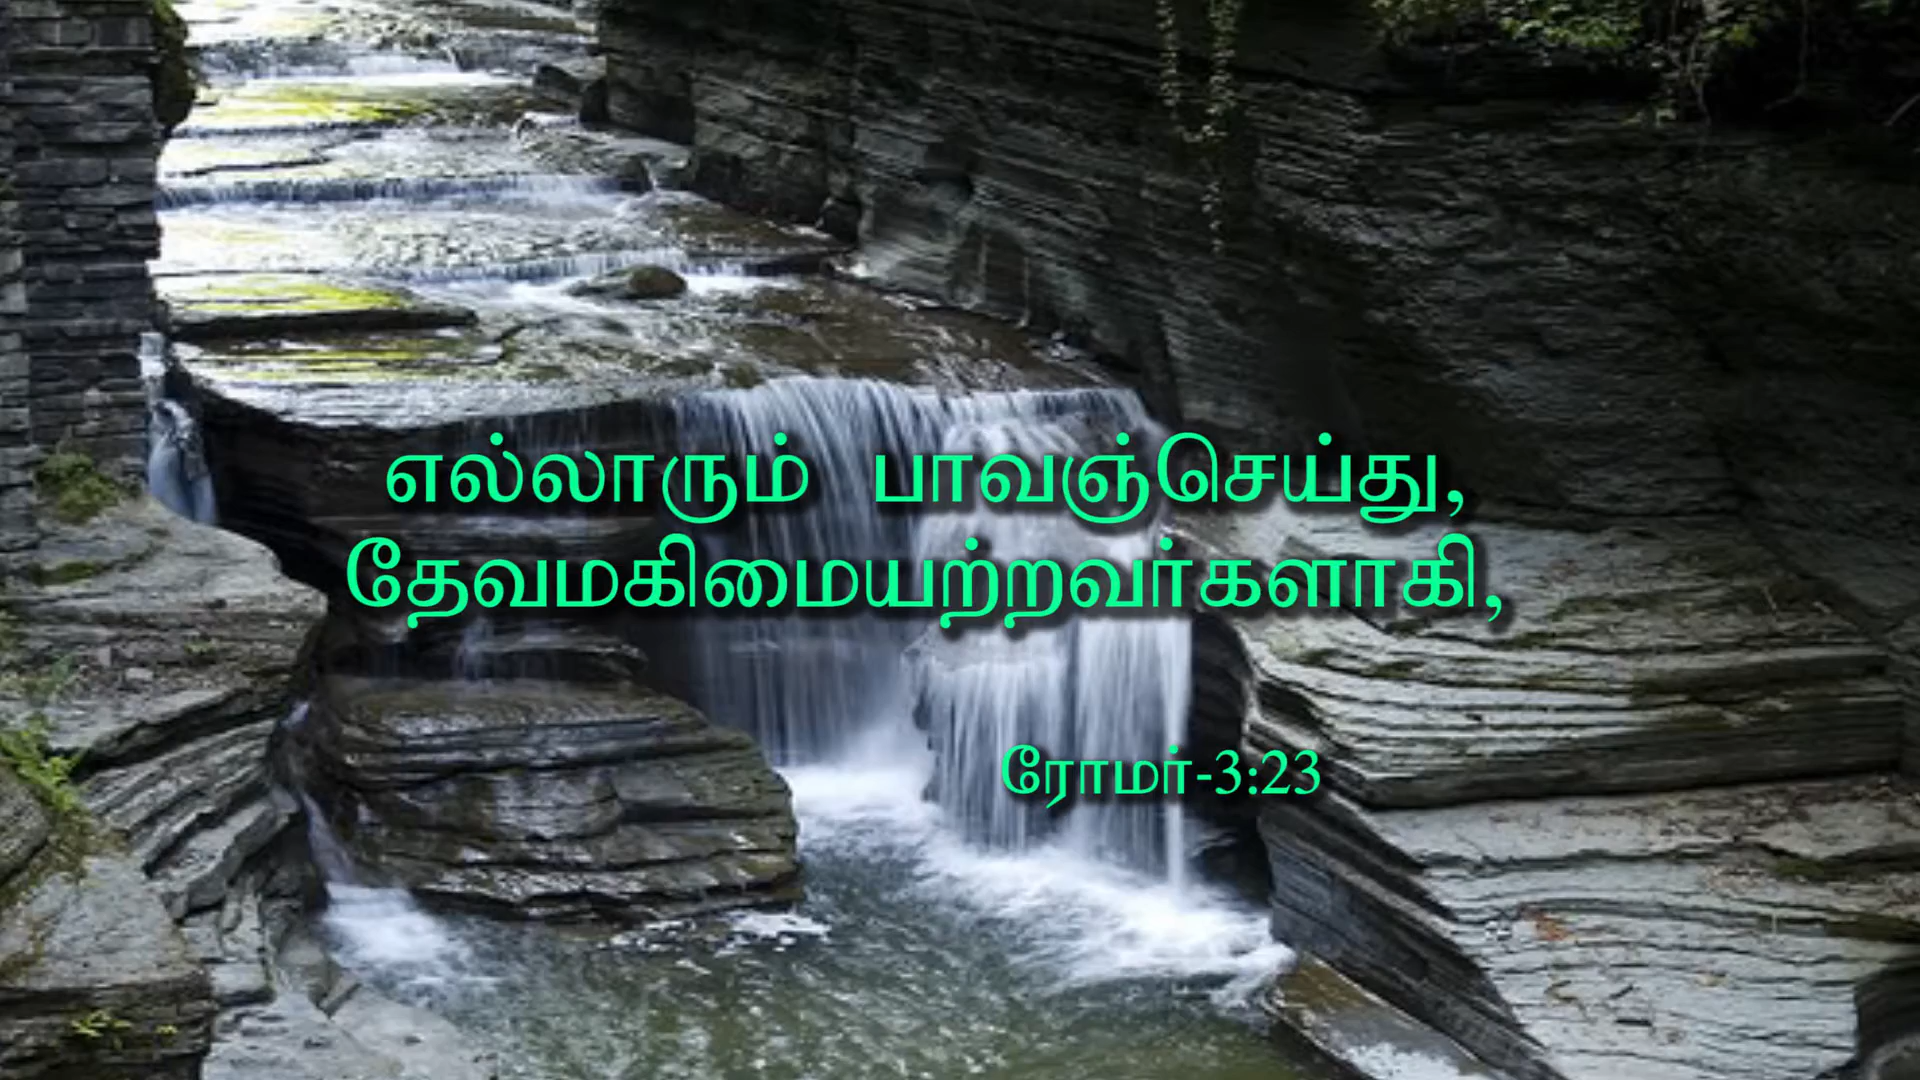 எல்லாரும் பாவஞ்செய்து,
தேவமகிமையற்றவர்களாகி,
ரோமர்-3:23